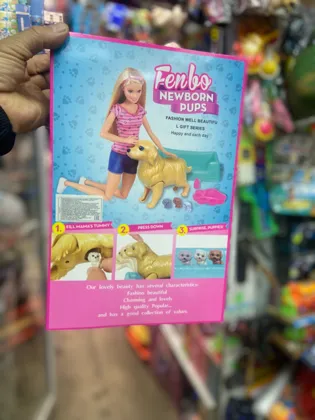 Fenbo
NEWBORN
PUPS
FASHION WELL BEAUTIFU
L GIFT SERIES
Happy and each day
1. FILL MAMA'S TUMMY
2. PRESS DOWN
3. SURPRISE, PUPPIES
Our lovely beauty has several characteristics:
Fashion beautiful
Charming and lovely
High quality Popular...
and has a good collection of values.